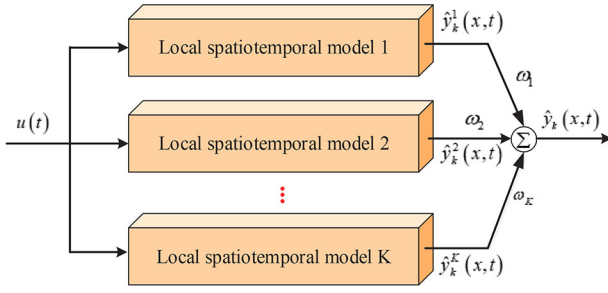 ŷ_k^1(x,t)
Local spatiotemporal model 1
ω_1
u(t)
Local spatiotemporal model 2
ω_2
Σ
ŷ_k(x,t)
ŷ_k^2(x,t)
ω_K
Local spatiotemporal model K
ŷ_k^K(x,t)